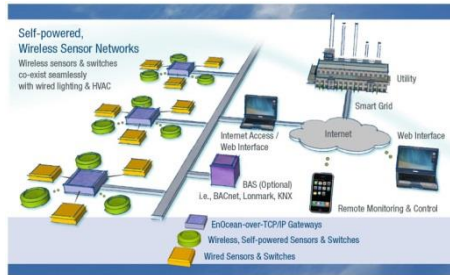 Self-powered,
Wireless Sensor Networks
Wireless sensors & switches
co-exist seamlessly
with wired lighting & HVAC
Utility
Smart Grid
Internet Access /
Web Interface
Internet
Web Interface
BAS (Optional)
i.e., BACnet, Lonmark, KNX
Remote Monitoring & Control
EnOcean-over-TCP/IP Gateways
Wireless, Self-powered Sensors & Switches
Wired Sensors & Switches